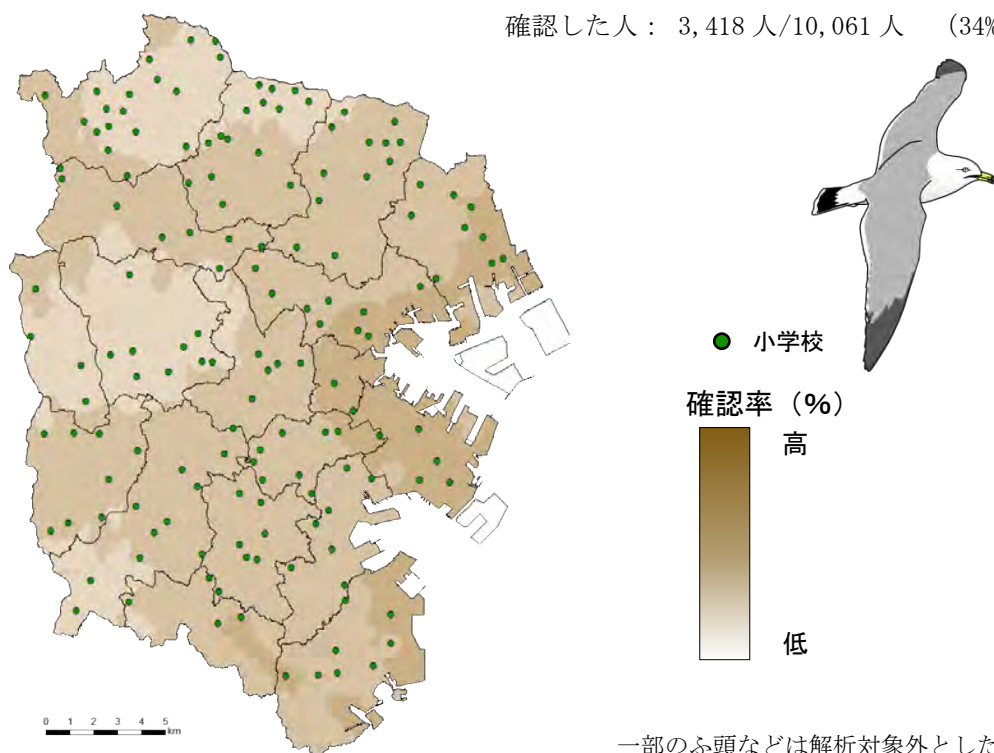 確認した人： 3,418 人/10,061 人 （34%
小学校
確認率（%）
高
低
0 1 2 3 4 5
km
一部のふ頭などは解析対象外とした